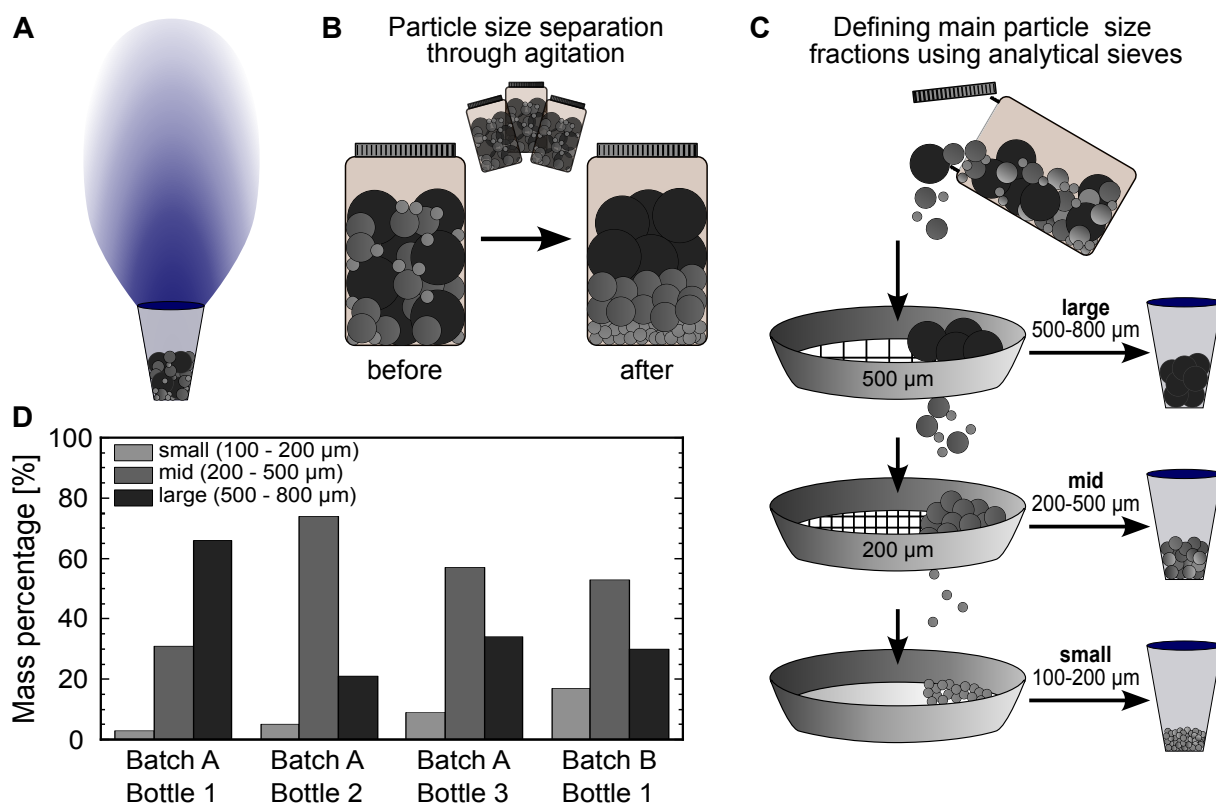 A
B
Particle size separation
through agitation
before
after
C
Defining main particle size
fractions using analytical sieves
large
500-800 µm
500 µm
mid
200-500 µm
200 µm
small
100-200 µm
D
Mass percentage [%]
100
80
60
40
20
0
small (100 - 200 µm)
mid (200 - 500 µm)
large (500 - 800 µm)
Batch A
Bottle 1
Batch A
Bottle 2
Batch A
Bottle 3
Batch B
Bottle 1